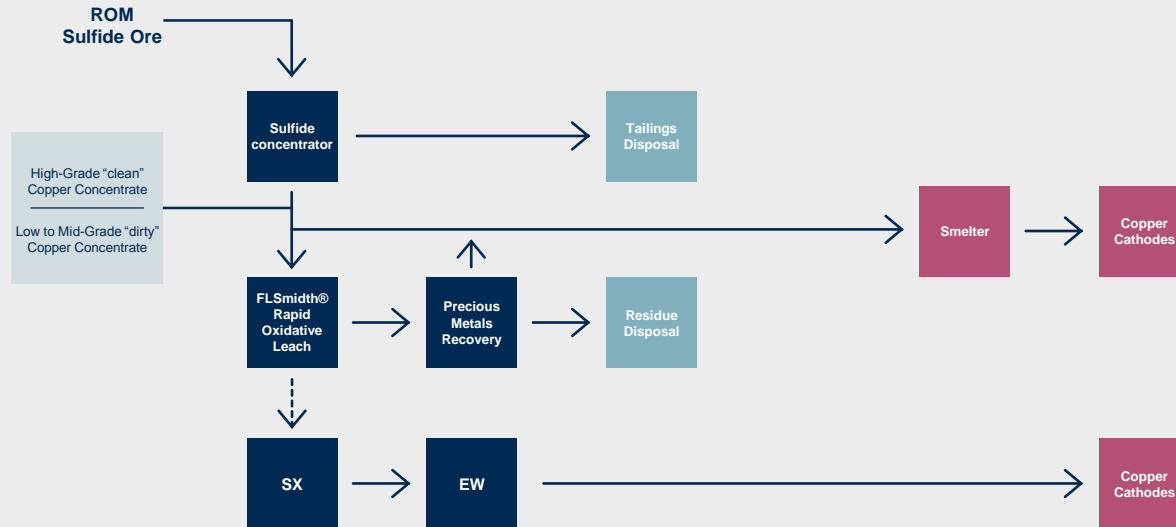 ROM
Sulfide Ore
Sulfide
concentrator
Tailings
Disposal
High-Grade “clean”
Copper Concentrate
Low to Mid-Grade “dirty”
Copper Concentrate
Smelter
Copper
Cathodes
FLSmidth®
Rapid
Oxidative
Leach
Precious
Metals
Recovery
Residue
Disposal
SX
EW
Copper
Cathodes